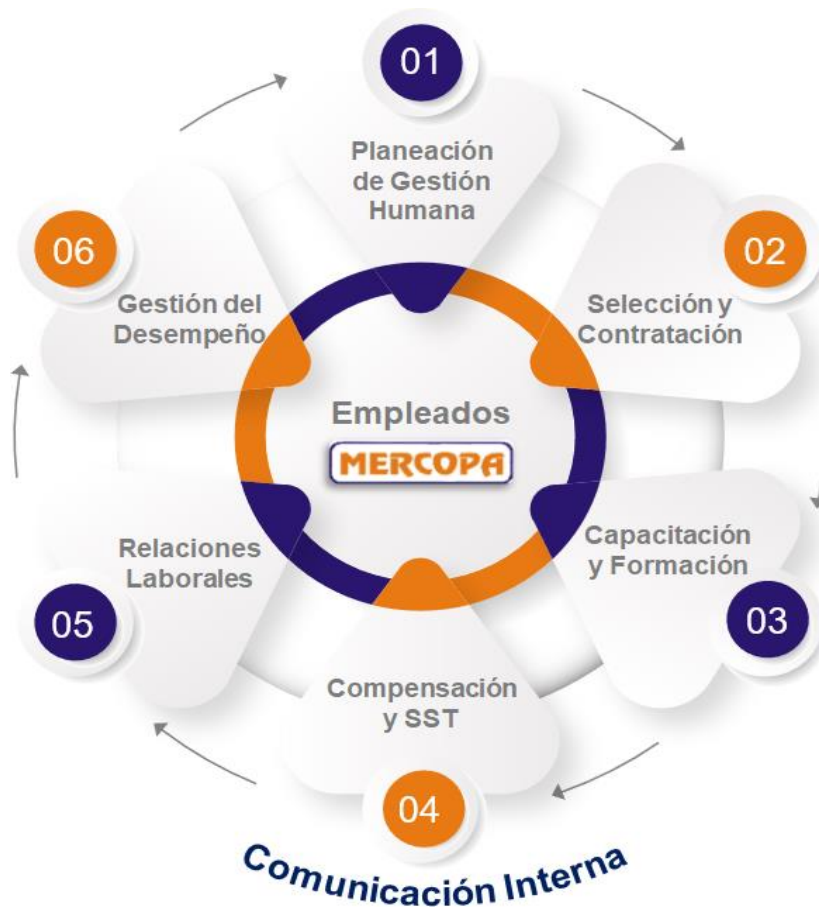 01
Planeación
de Gestión
Humana
02
Selección y
Contratación
03
Capacitación
y Formación
04
Compensación
y SST
05
Relaciones
Laborales
06
Gestión del
Desempeño
Empleados
MERCOPA
Comunicación Interna